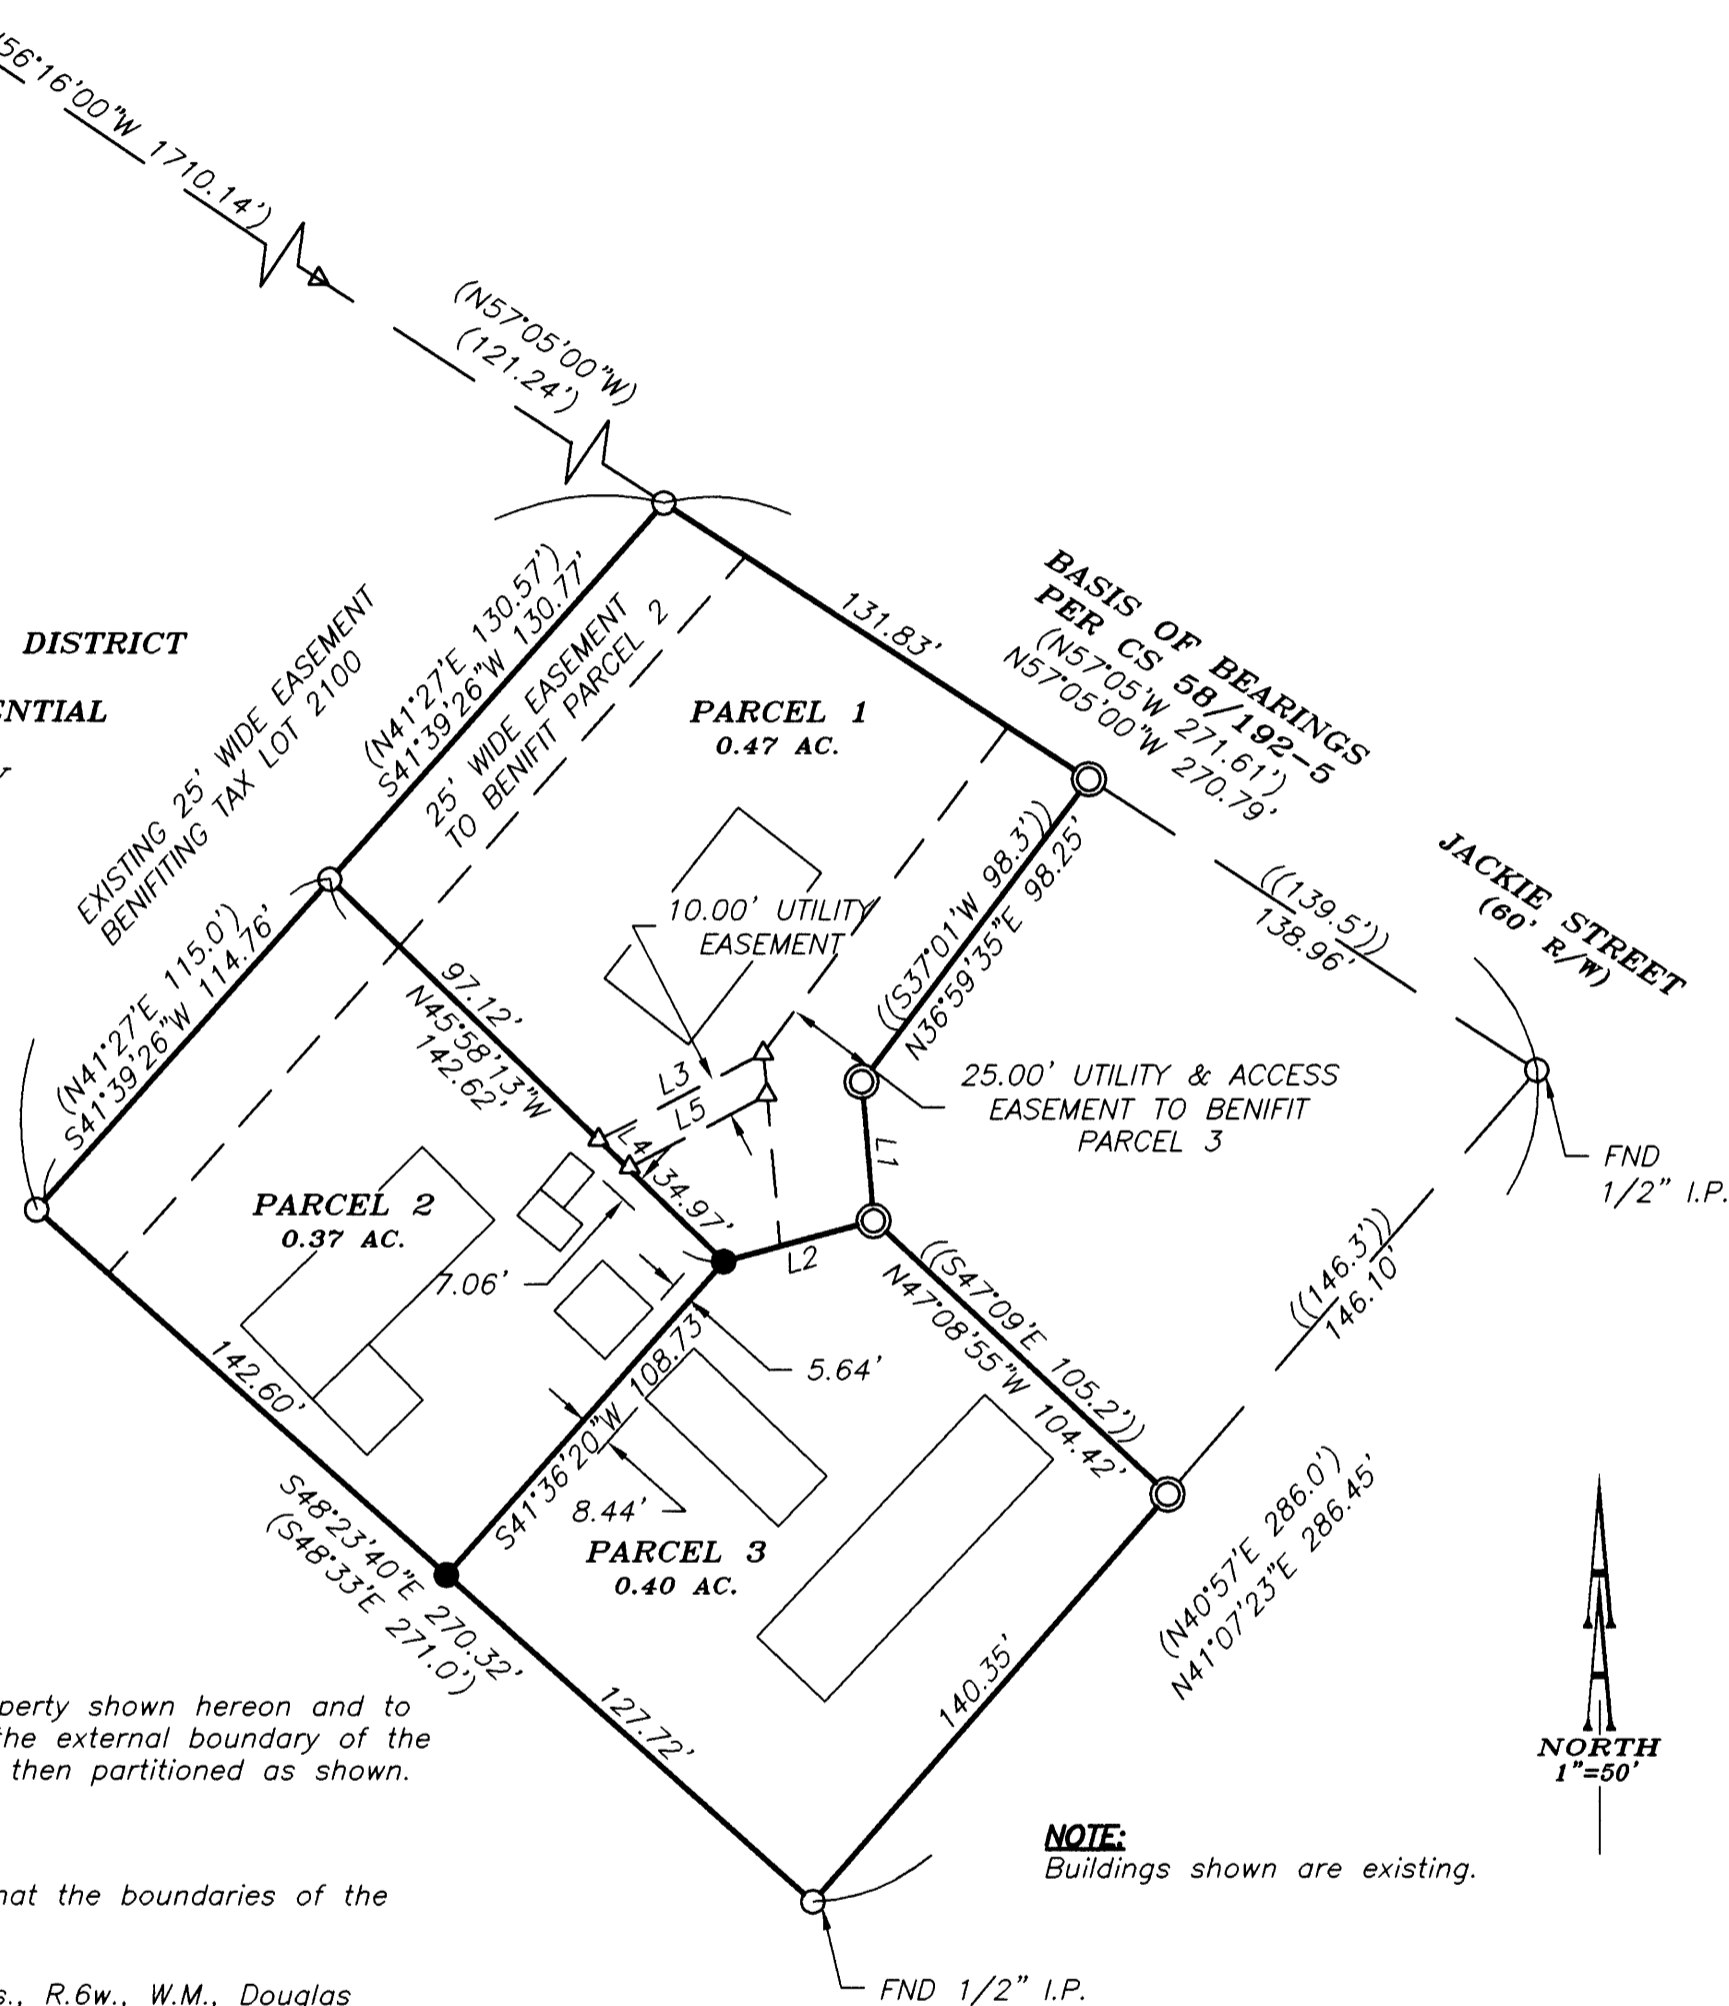 56°16'00"W 1710.14')
(N57°05'00"W)
(121.24')
DISTRICT
EXISTING 25' WIDE EASEMENT
BENIFITING TAX LOT 2100
(N41°27'E 130.57')
S41°39'26"W 130.77'
25' WIDE EASEMENT
TO BENIFIT PARCEL 2
131.83'
BASIS OF BEARINGS
PER CS 58/192-5
(N57°05'W 271.61')
N57°05'00"W 270.79'
PARCEL 1
0.47 AC.
JACKIE STREET
(60' R/W)
((139.5'))
138.96'
((S37°01'W 98.3'))
N36°59'35"E 98.25'
10.00' UTILITY
EASEMENT
(N41°27'E 115.0')
S41°39'26"W 114.76'
97.12'
N45°58'13"W
142.62'
L3
L5
L4
34.97'
L1
L2
25.00' UTILITY & ACCESS
EASEMENT TO BENIFIT
PARCEL 3
FND
1/2" I.P.
PARCEL 2
0.37 AC.
7.06'
((S47°09'E 105.2'))
N47°08'55"W 104.42'
((146.3'))
146.10'
142.60'
S41°36'20"W 108.73'
5.64'
8.44'
PARCEL 3
0.40 AC.
S48°23'40"E 270.32'
(S48°33'E 271.0')
(N40°57'E 286.0')
N41°07'23"E 286.45'
127.72'
140.35'
NORTH
1"=50'
perty shown hereon and to
the external boundary of the
then partitioned as shown.
NOTE:
Buildings shown are existing.
hat the boundaries of the
FND 1/2" I.P.
s., R.6w., W.M., Douglas